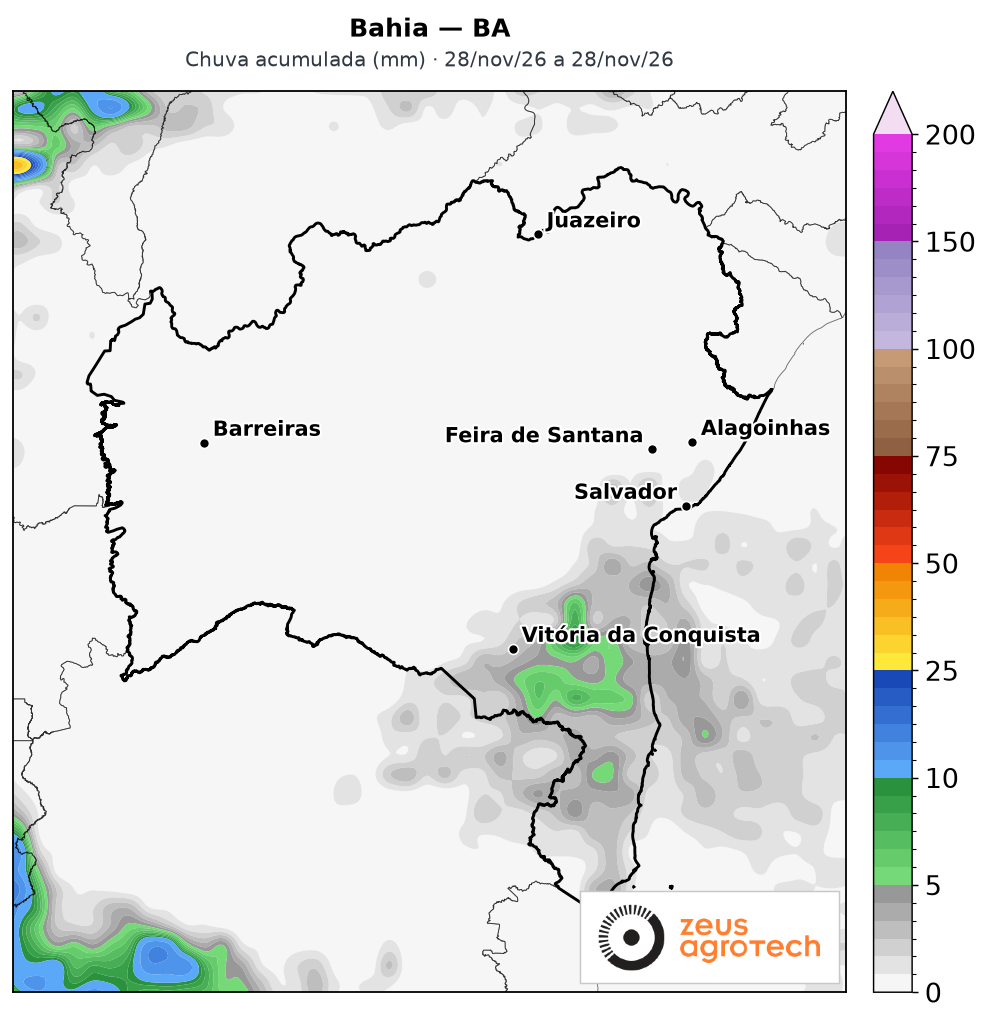 Bahia — BA
Chuva acumulada (mm) · 28/nov/26 a 28/nov/26
Juazeiro
Barreiras
Feira de Santana
Alagoinhas
Salvador
Vitória da Conquista
200
150
100
75
50
25
10
5
0
zeus
agrotech